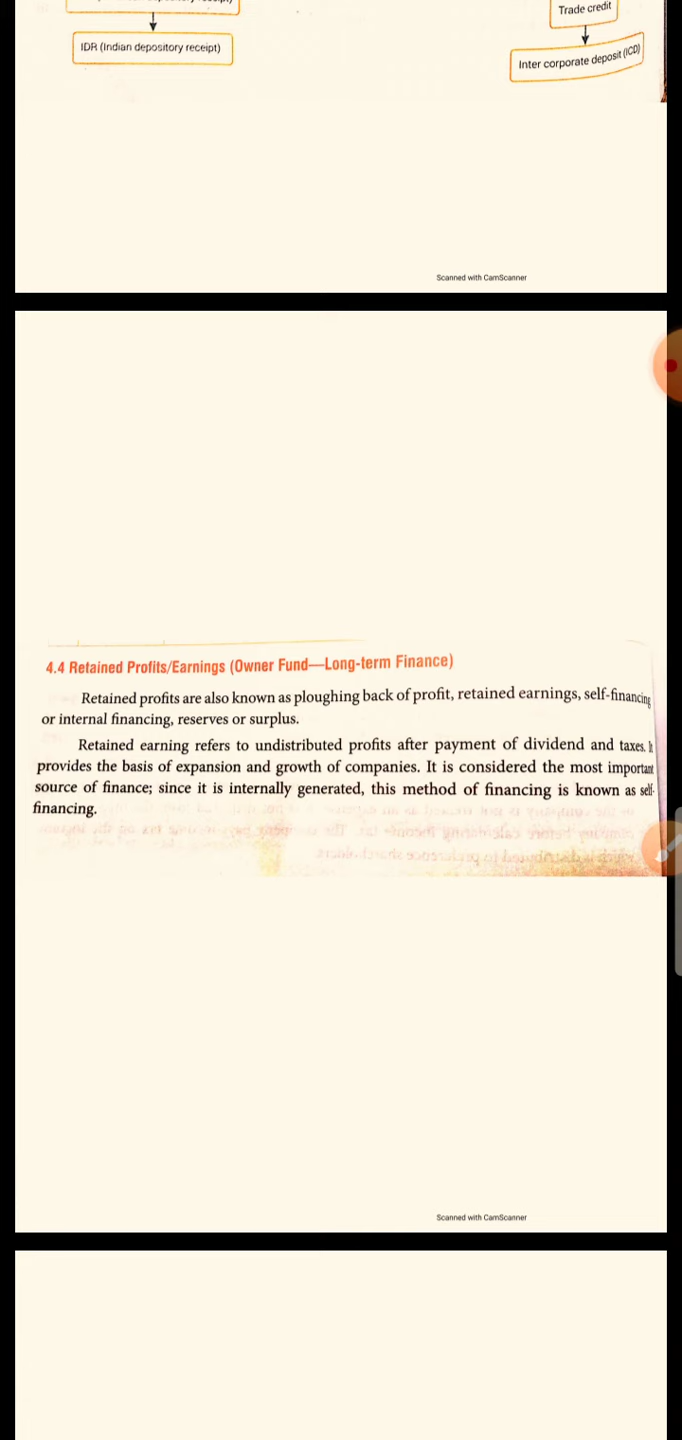 Trade credit
IDR (Indian depository receipt)
Inter corporate deposit (ICD)
Scanned with CamScanner
4.4 Retained Profits/Earnings (Owner Fund—Long-term Finance)
Retained profits are also known as ploughing back of profit, retained earnings, self-financing
or internal financing, reserves or surplus.
Retained earning refers to undistributed profits after payment of dividend and taxes. It
provides the basis of expansion and growth of companies. It is considered the most important
source of finance; since it is internally generated, this method of financing is known as self-
financing.
Scanned with CamScanner